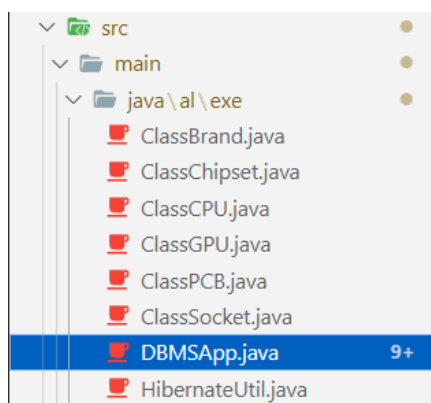 src
main
java\al\exe
ClassBrand.java
ClassChipset.java
ClassCPU.java
ClassGPU.java
ClassPCB.java
ClassSocket.java
DBMSApp.java 9+
HibernateUtil.java